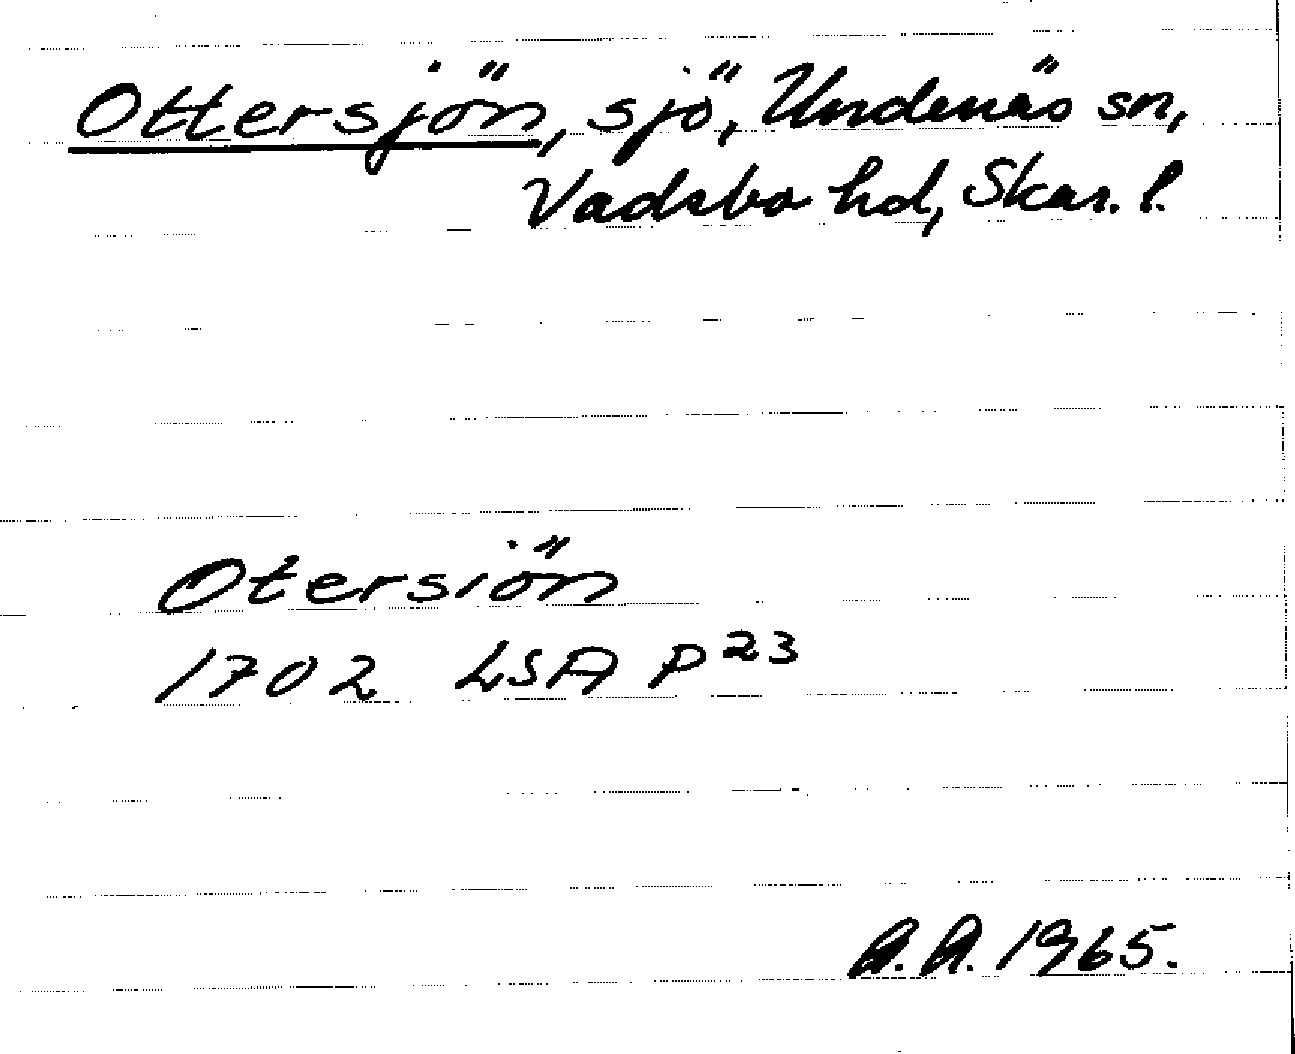 Ottersjön, sjö, Undenäs sn,
Vadsbo hd, Skar. l.
Otersiön
1702 LSA P23
A.A. 1965.